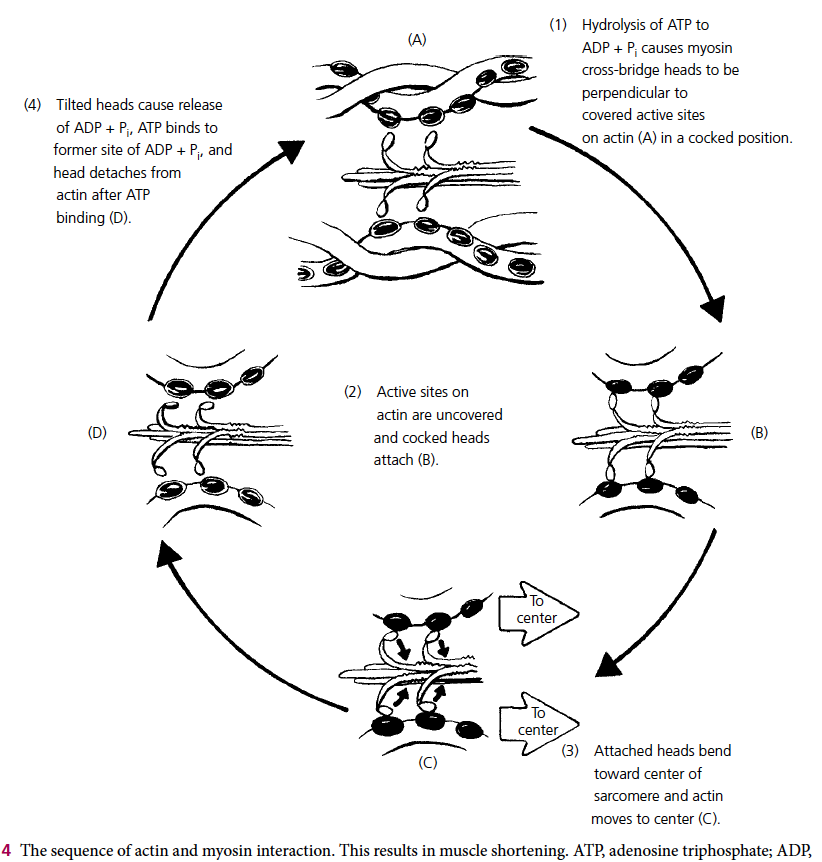 (A)
(1) Hydrolysis of ATP to
ADP + Pi causes myosin
cross-bridge heads to be
perpendicular to
covered active sites
on actin (A) in a cocked position.
(4) Tilted heads cause release
of ADP + Pi, ATP binds to
former site of ADP + Pi, and
head detaches from
actin after ATP
binding (D).
(2) Active sites on
actin are uncovered
and cocked heads
attach (B).
(D)
(B)
To
center
To
center
(3) Attached heads bend
toward center of
sarcomere and actin
moves to center (C).
(C)
4 The sequence of actin and myosin interaction. This results in muscle shortening. ATP, adenosine triphosphate; ADP,